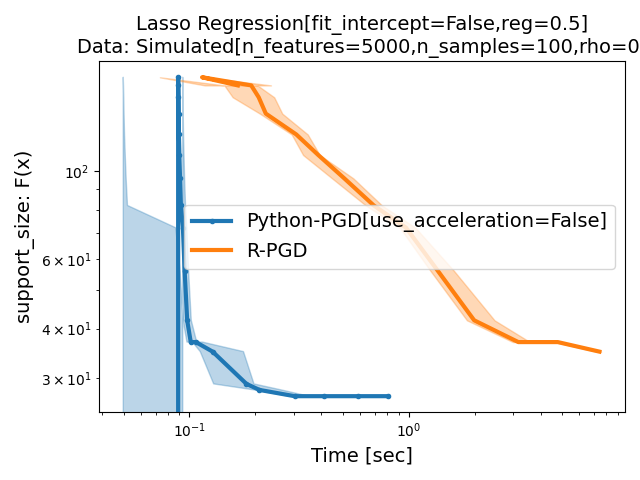 Lasso Regression[fit_intercept=False,reg=0.5]
Data: Simulated[n_features=5000,n_samples=100,rho=0
support_size: F(x)
10²
6 × 10¹
4 × 10¹
3 × 10¹
Python-PGD[use_acceleration=False]
R-PGD
10⁻¹
10⁰
Time [sec]